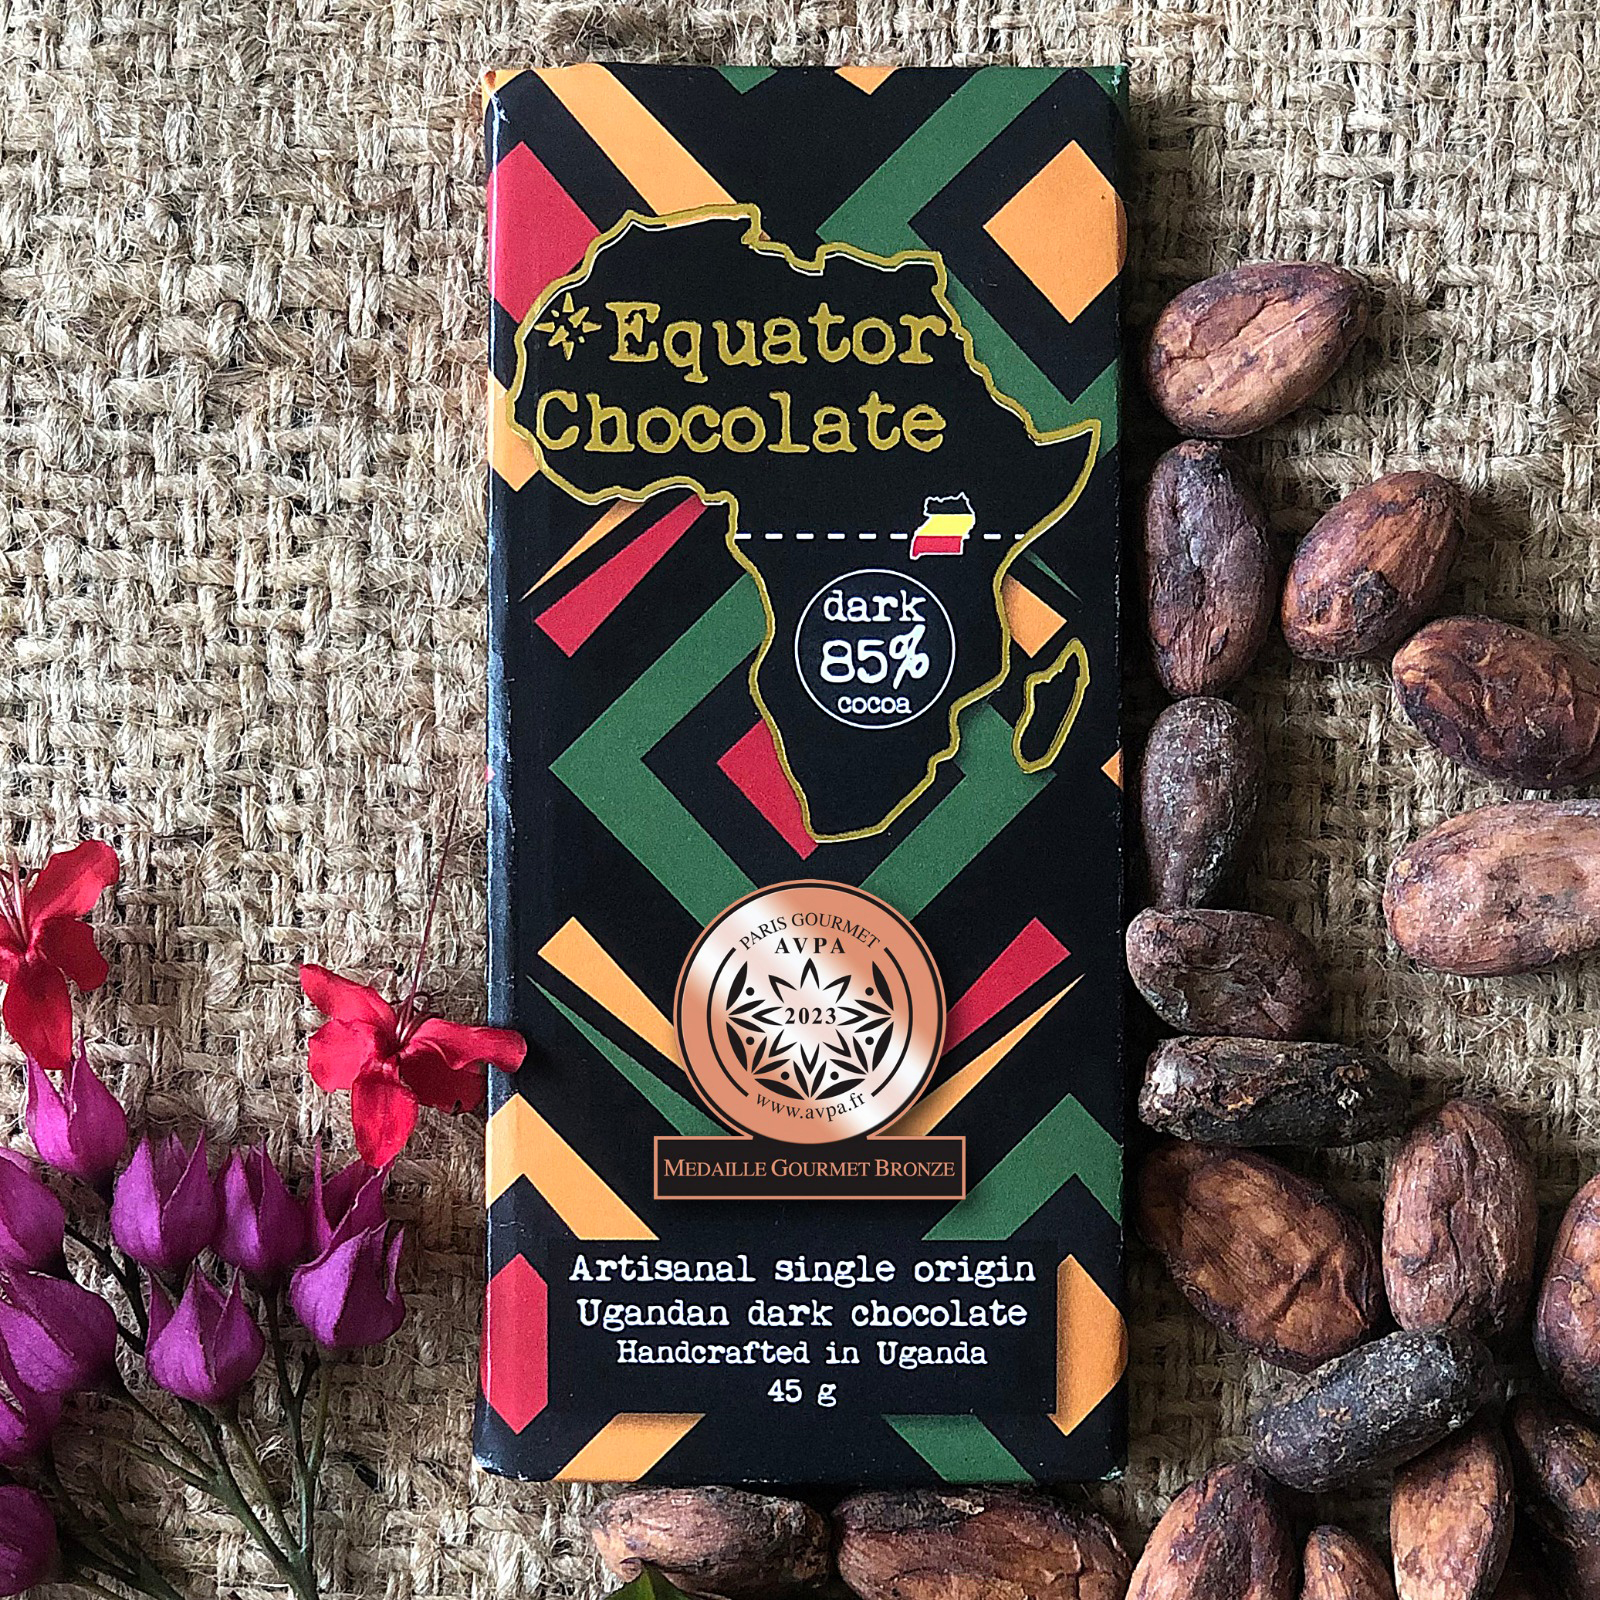 Equator
Chocolate
dark
85%
cocoa
PARIS GOURMET
AVPA
2023
www.avpa.fr
MEDAILLE GOURMET BRONZE
Artisanal single origin
Ugandan dark chocolate
Handcrafted in Uganda
45 g